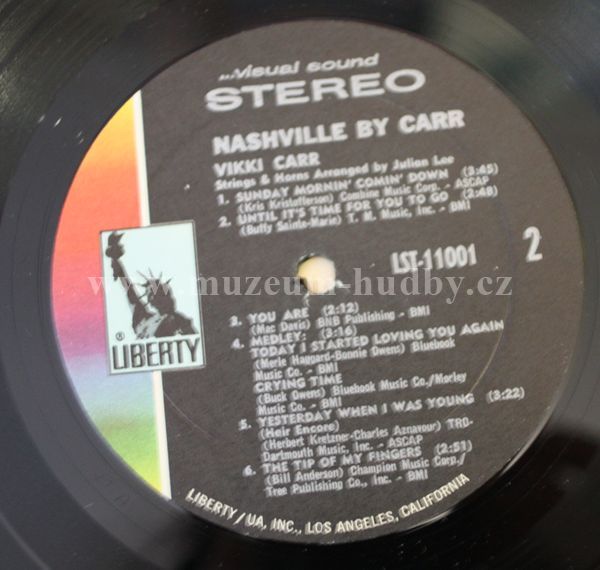 ...visual sound
STEREO
NASHVILLE BY CARR
VIKKI CARR
Strings & Horns Arranged by Julian Lee
1. SUNDAY MORNIN' COMIN' DOWN (3:45)
(Kris Kristofferson) Combine Music Corp. - ASCAP
2. UNTIL IT'S TIME FOR YOU TO GO (2:48)
(Buffy Sainte-Marie) T. M. Music, Inc. - BMI
LST-11001
2
www.muzeum-hudby.cz
® LIBERTY
3. YOU ARE (2:12)
(Mac Davis) BNB Publishing - BMI
4. MEDLEY: (3:16)
TODAY I STARTED LOVING YOU AGAIN
(Merle Haggard-Bonnie Owens) Bluebook
Music Co. - BMI
CRYING TIME
(Buck Owens) Bluebook Music Co./Morley
Music Co. - BMI
5. YESTERDAY WHEN I WAS YOUNG (3:22)
(Heir Encore)
(Herbert Kretzner-Charles Aznavour) TRO-
Dartmouth Music, Inc. - ASCAP
6. THE TIP OF MY FINGERS (2:51)
(Bill Anderson) Champion Music Corp./
Tree Publishing Co., Inc. - BMI
LIBERTY/UA, INC., LOS ANGELES, CALIFORNIA